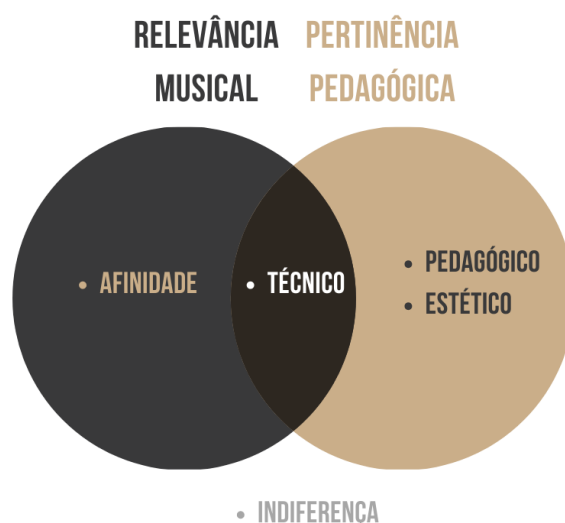 RELEVÂNCIA PERTINÊNCIA
MUSICAL PEDAGÓGICA
• AFINIDADE
• TÉCNICO
• PEDAGÓGICO
• ESTÉTICO
• INDIFERENCA